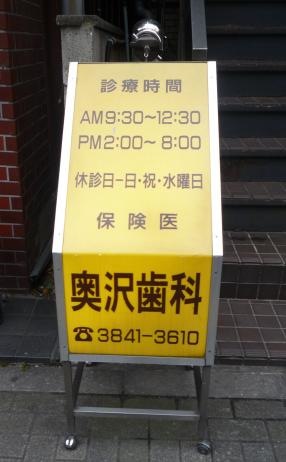 診療時間
AM9:30～12:30
PM2:00～8:00
休診日ー日・祝・水曜日
保険医
奥沢歯科
☎3841-3610